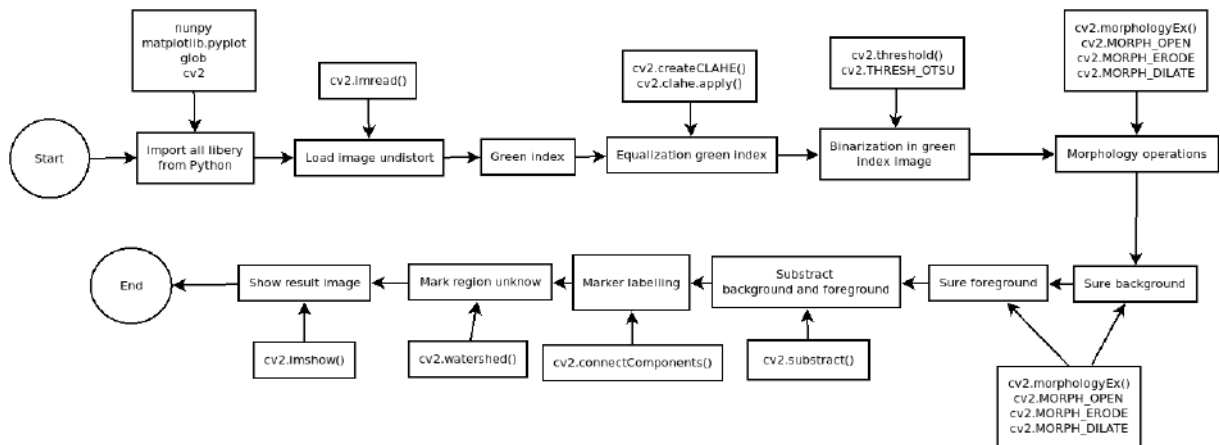 nunpy
matplotlib.pyplot
glob
cv2
cv2.imread()
cv2.createCLAHE()
cv2.clahe.apply()
cv2.threshold()
cv2.THRESH_OTSU
cv2.morphologyEx()
cv2.MORPH_OPEN
cv2.MORPH_ERODE
cv2.MORPH_DILATE
Start
Import all libery
from Python
Load image undistort
Green index
Equalization green index
Binarization in green
index image
Morphology operations
End
Show result image
Mark region unknow
Marker labelling
Substract
background and foreground
Sure foreground
Sure background
cv2.imshow()
cv2.watershed()
cv2.connectComponents()
cv2.substract()
cv2.morphologyEx()
cv2.MORPH_OPEN
cv2.MORPH_ERODE
cv2.MORPH_DILATE